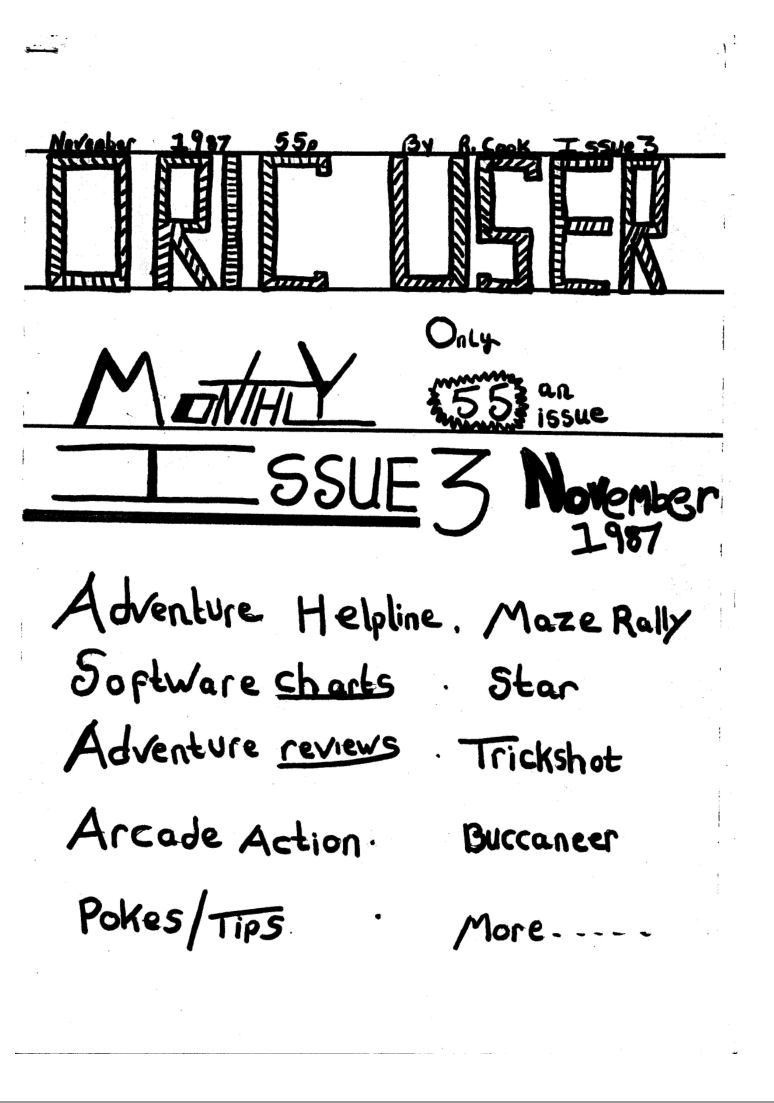 November 1987 55p By R. Cook Issue 3
ORIC USER
Only
MONTHLY
55 an
issue
ISSUE 3 November
1987
Adventure Helpline. Maze Rally
Software charts . Star
Adventure reviews . Trickshot
Arcade Action. Buccaneer
Pokes/Tips . More-----